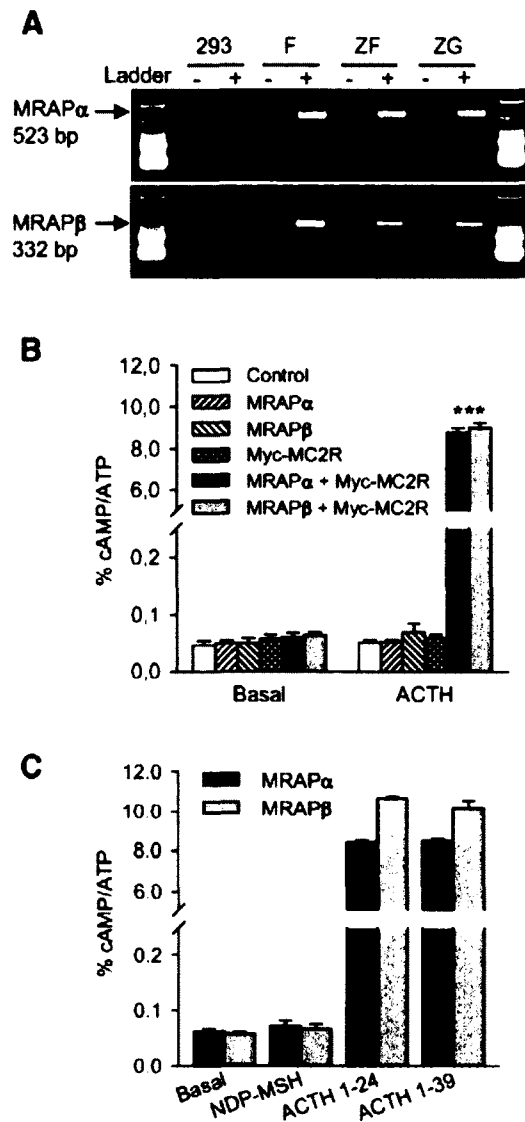 A
293 F ZF ZG
Ladder - + - + - + - +
MRAPα
523 bp
MRAPβ
332 bp
B
% cAMP/ATP
12,0
10,0
8,0
6,0
0,2
0,1
0,0
Control
MRAPα
MRAPβ
Myc-MC2R
MRAPα + Myc-MC2R
MRAPβ + Myc-MC2R
***
Basal ACTH
C
% cAMP/ATP
12.0
10.0
8.0
6.0
0.2
0.1
0.0
MRAPα
MRAPβ
Basal NDP-MSH ACTH 1-24 ACTH 1-39